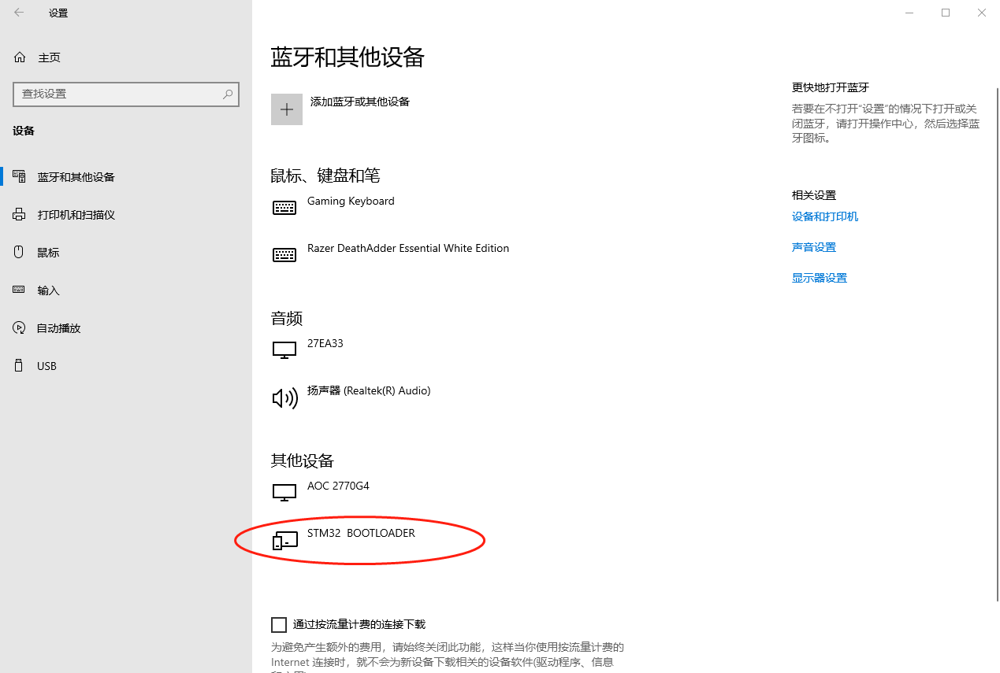 设置
主页
查找设置
设备
蓝牙和其他设备
打印机和扫描仪
鼠标
输入
自动播放
USB
蓝牙和其他设备
添加蓝牙或其他设备
鼠标、键盘和笔
Gaming Keyboard
Razer DeathAdder Essential White Edition
音频
27EA33
扬声器 (Realtek(R) Audio)
其他设备
AOC 2770G4
STM32  BOOTLOADER
通过按流量计费的连接下载
为避免产生额外的费用，请始终关闭此功能，这样当你使用按流量计费的
Internet 连接时，就不会为新设备下载相关的设备软件(驱动程序、信息
更快地打开蓝牙
若要在不打开“设置”的情况下打开或关
闭蓝牙，请打开操作中心，然后选择蓝
牙图标。
相关设置
设备和打印机
声音设置
显示器设置